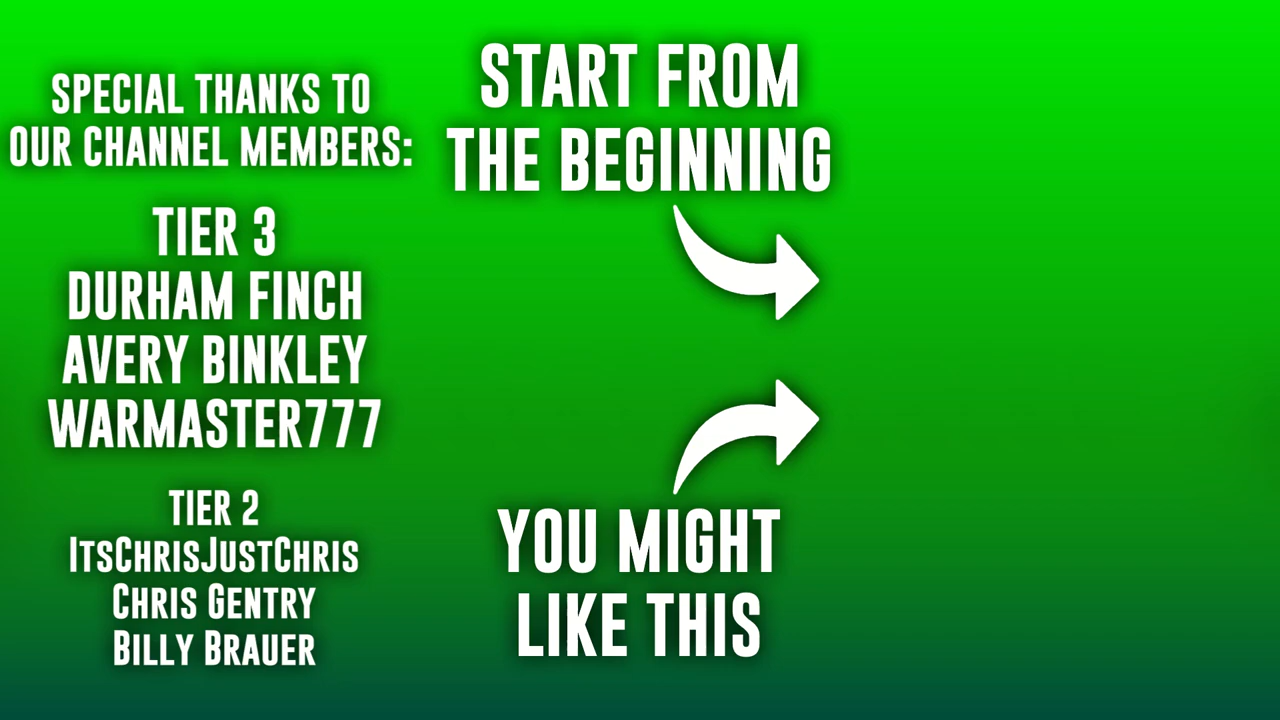 SPECIAL THANKS TO
OUR CHANNEL MEMBERS:
TIER 3
DURHAM FINCH
AVERY BINKLEY
WARMASTER777
TIER 2
ItsChrisJustChris
Chris Gentry
Billy Brauer
START FROM
THE BEGINNING
YOU MIGHT
LIKE THIS